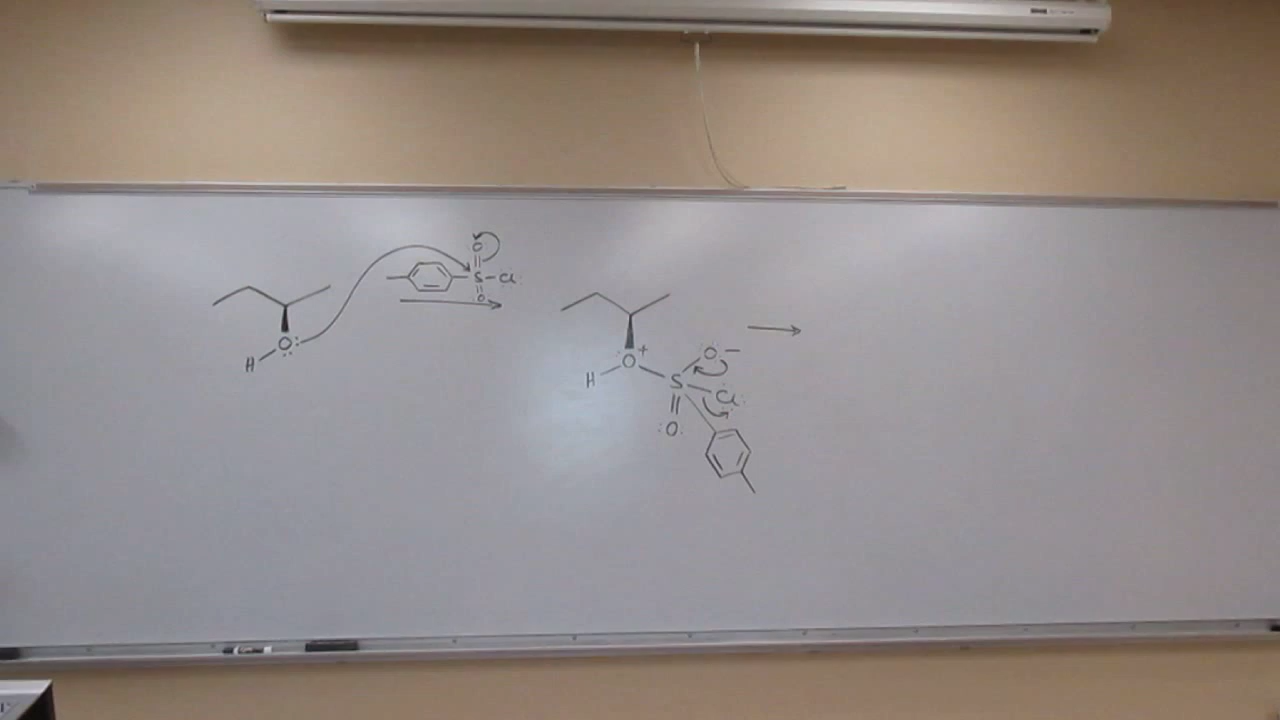 O
S - Cl:
O
H O:
H O + S O −
Cl:
:O: